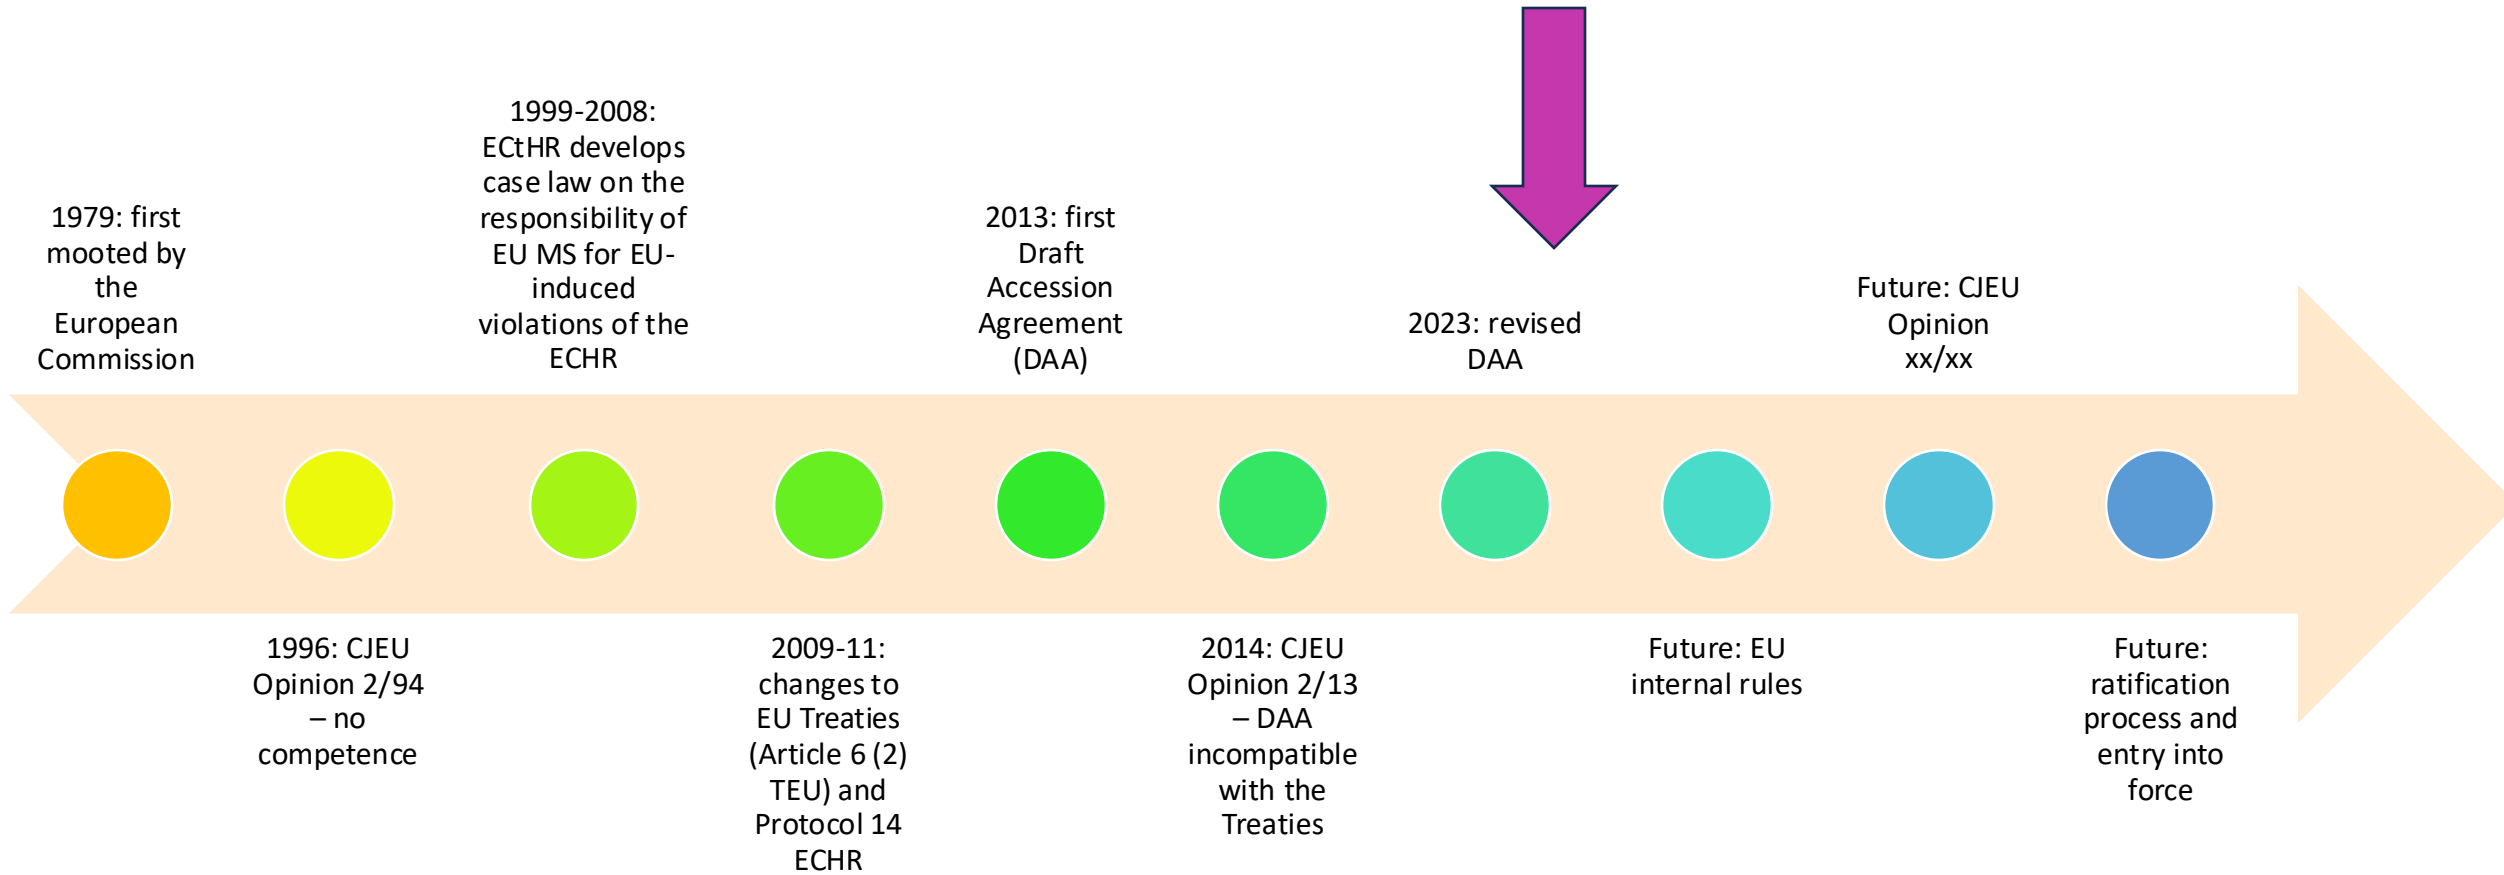 1979: first
mooted by
the
European
Commission
1996: CJEU
Opinion 2/94
– no
competence
1999-2008:
ECtHR develops
case law on the
responsibility of
EU MS for EU-
induced
violations of the
ECHR
2009-11:
changes to
EU Treaties
(Article 6 (2)
TEU) and
Protocol 14
ECHR
2013: first
Draft
Accession
Agreement
(DAA)
2014: CJEU
Opinion 2/13
– DAA
incompatible
with the
Treaties
2023: revised
DAA
Future: EU
internal rules
Future: CJEU
Opinion
xx/xx
Future:
ratification
process and
entry into
force